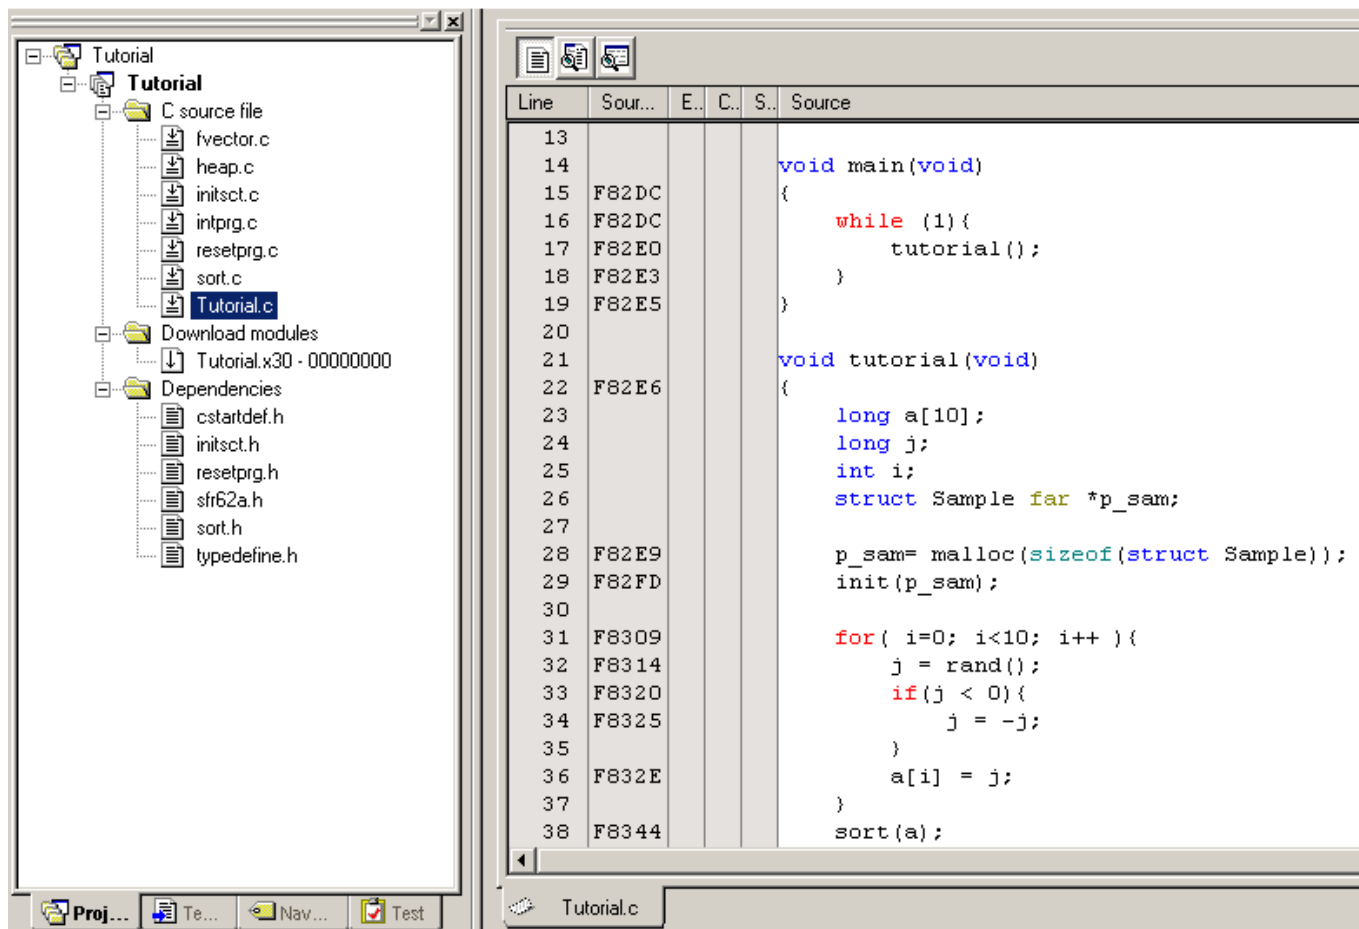 Tutorial
Tutorial
C source file
fvector.c
heap.c
initsct.c
intprg.c
resetprg.c
sort.c
Tutorial.c
Download modules
Tutorial.x30 - 00000000
Dependencies
cstartdef.h
initsct.h
resetprg.h
sfr62a.h
sort.h
typedefine.h
Proj... Te... Nav... Test
Line Sour... E.. C.. S.. Source
13
14 void main(void)
15 F82DC {
16 F82DC while (1){
17 F82E0 tutorial();
18 F82E3 }
19 F82E5 }
20
21 void tutorial(void)
22 F82E6 {
23 long a[10];
24 long j;
25 int i;
26 struct Sample far *p_sam;
27
28 F82E9 p_sam= malloc(sizeof(struct Sample));
29 F82FD init(p_sam);
30
31 F8309 for( i=0; i<10; i++ ){
32 F8314 j = rand();
33 F8320 if(j < 0){
34 F8325 j = -j;
35 }
36 F832E a[i] = j;
37 }
38 F8344 sort(a);
Tutorial.c